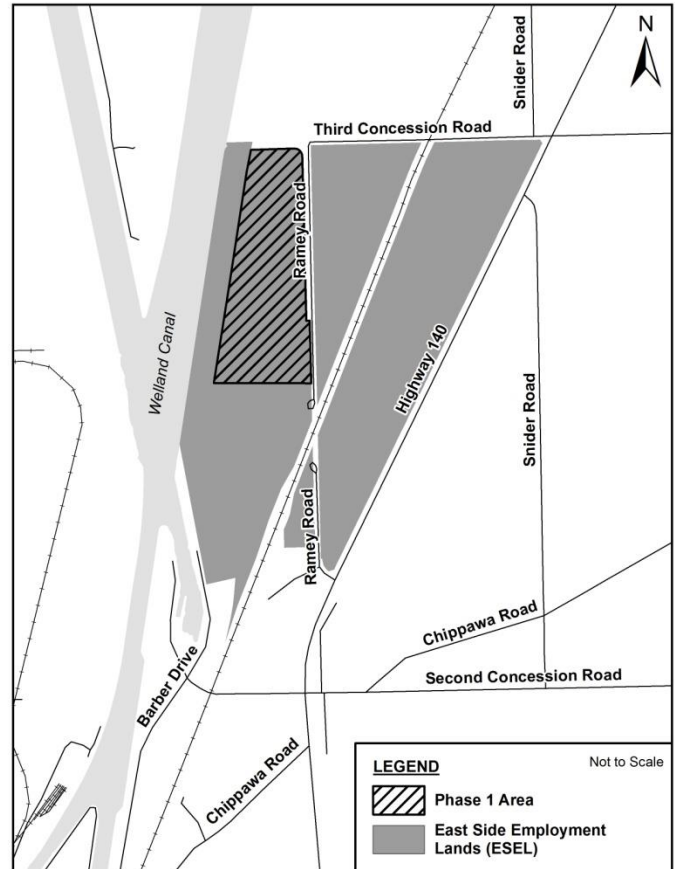 N
Snider Road
Third Concession Road
Ramey Road
Welland Canal
Highway 140
Snider Road
Ramey Road
Chippawa Road
Second Concession Road
Barber Drive
Chippawa Road
LEGEND
Not to Scale
Phase 1 Area
East Side Employment
Lands (ESEL)